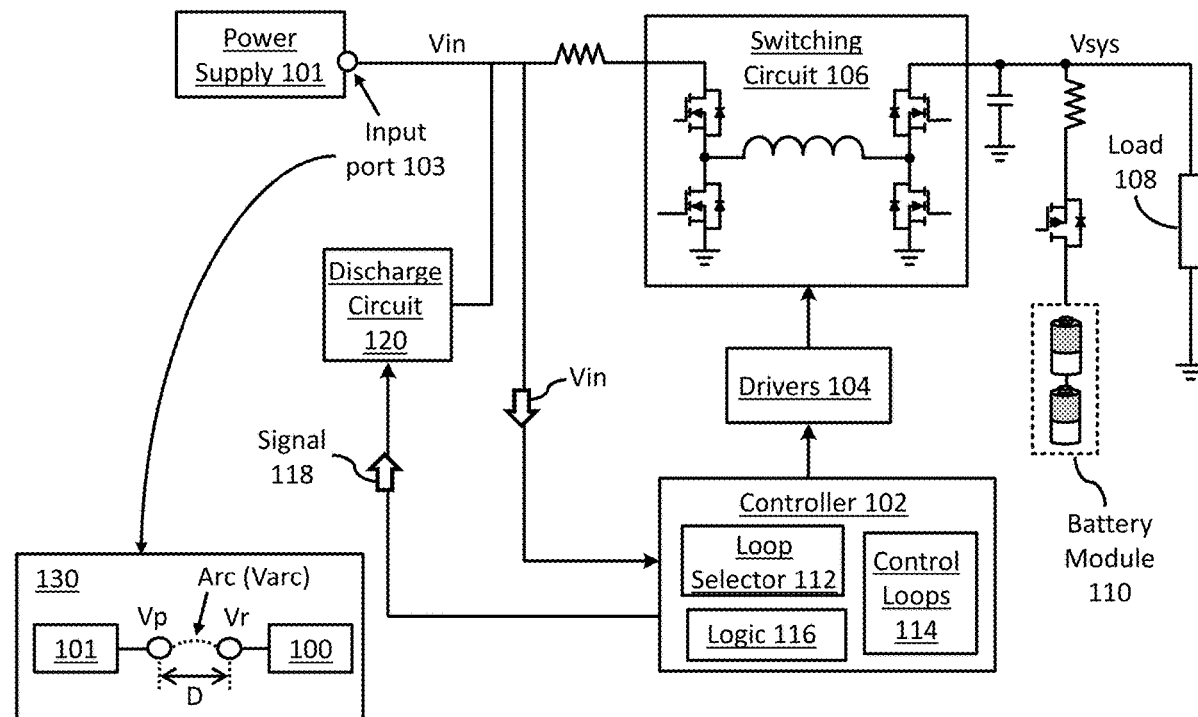 Power
Supply 101
Vin
Input
port 103
Switching
Circuit 106
Vsys
Load
108
Discharge
Circuit
120
Vin
Drivers 104
Signal
118
Controller 102
Loop
Selector 112
Logic 116
Control
Loops
114
Battery
Module
110
130
Arc (Varc)
Vp
Vr
101
100
D